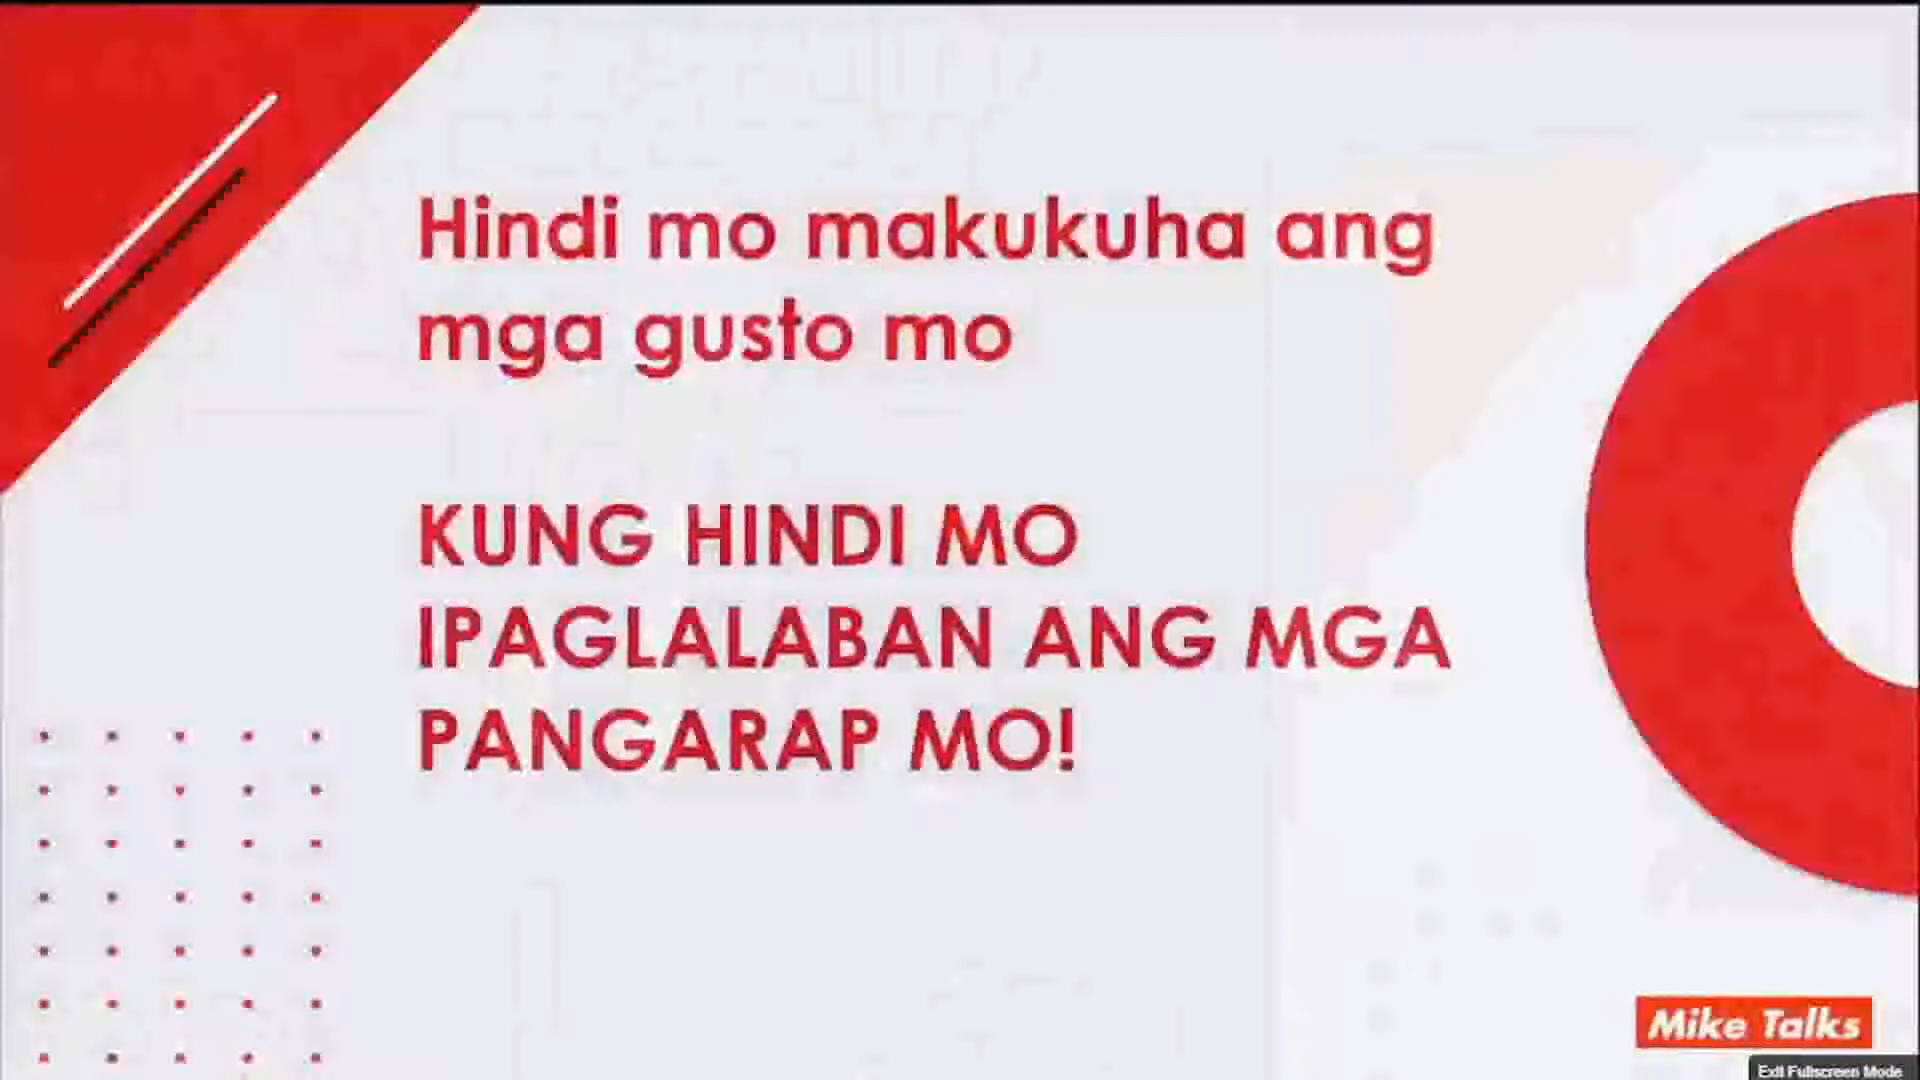 Hindi mo makukuha ang
mga gusto mo
KUNG HINDI MO
IPAGLALABAN ANG MGA
PANGARAP MO!
Mike Talks
Exit Fullscreen Mode